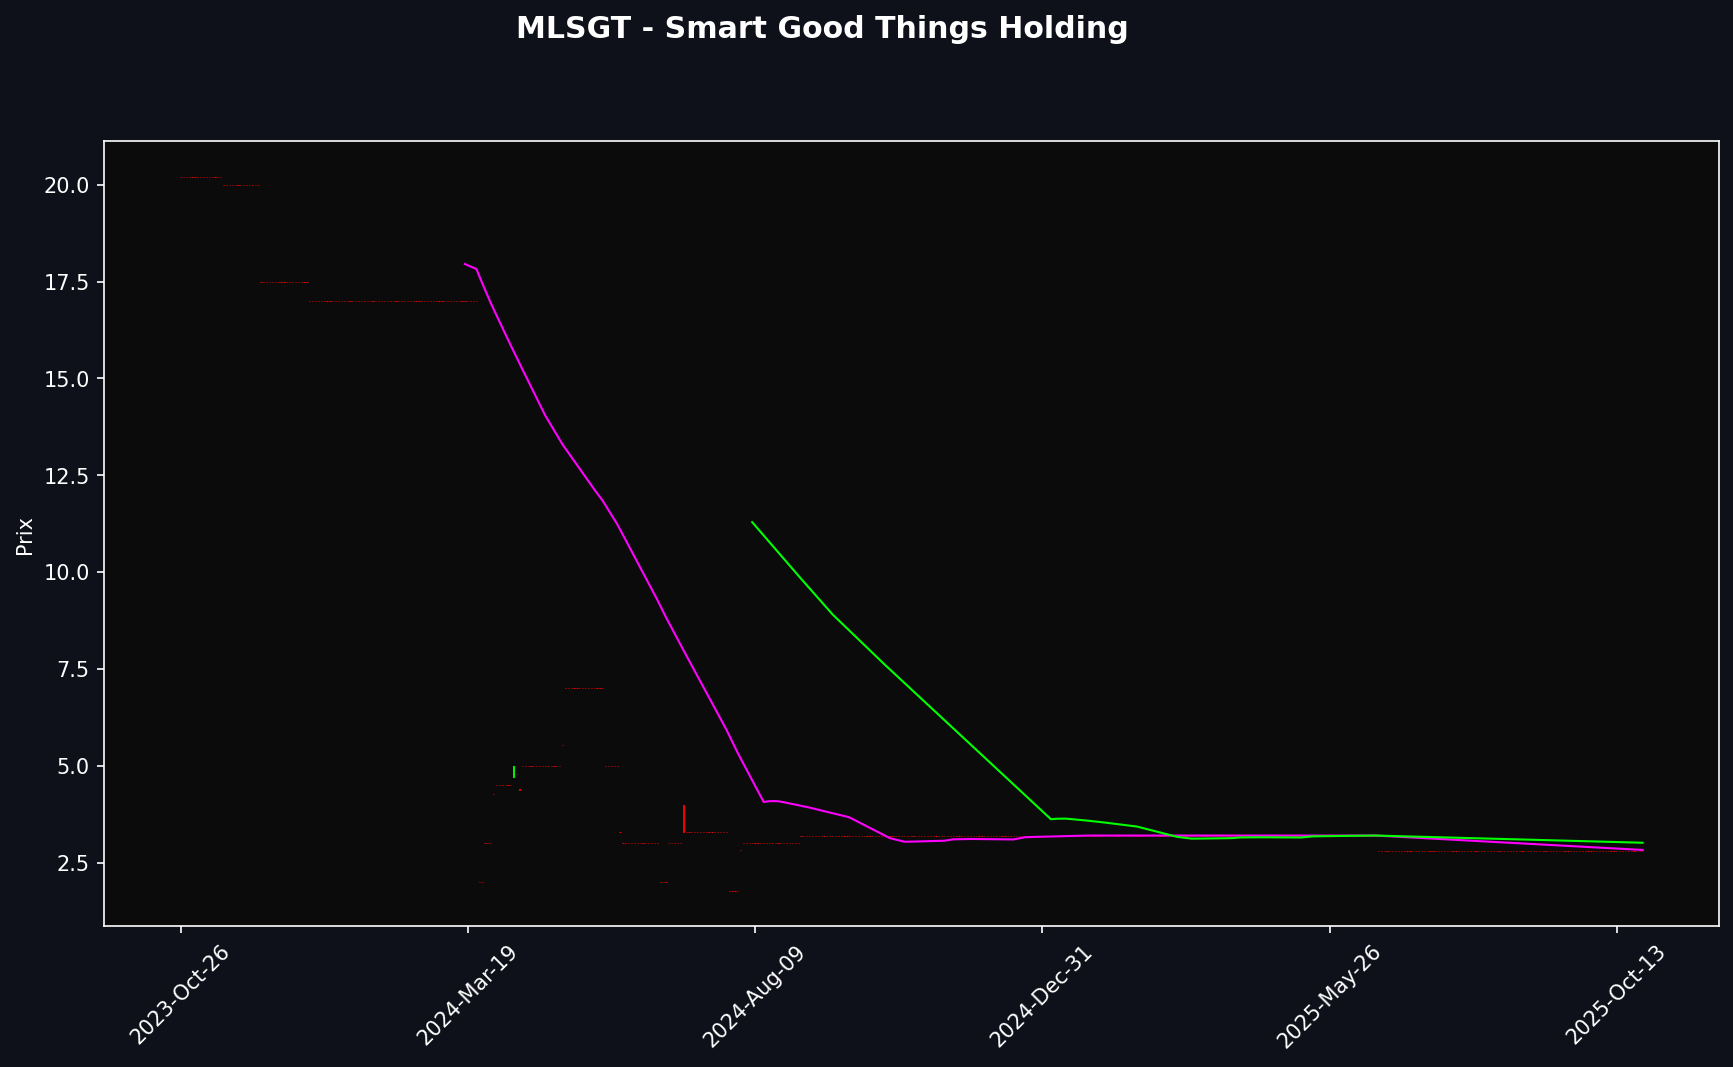 MLSGT - Smart Good Things Holding
Prix
20.0
17.5
15.0
12.5
10.0
7.5
5.0
2.5
2023-Oct-26
2024-Mar-19
2024-Aug-09
2024-Dec-31
2025-May-26
2025-Oct-13